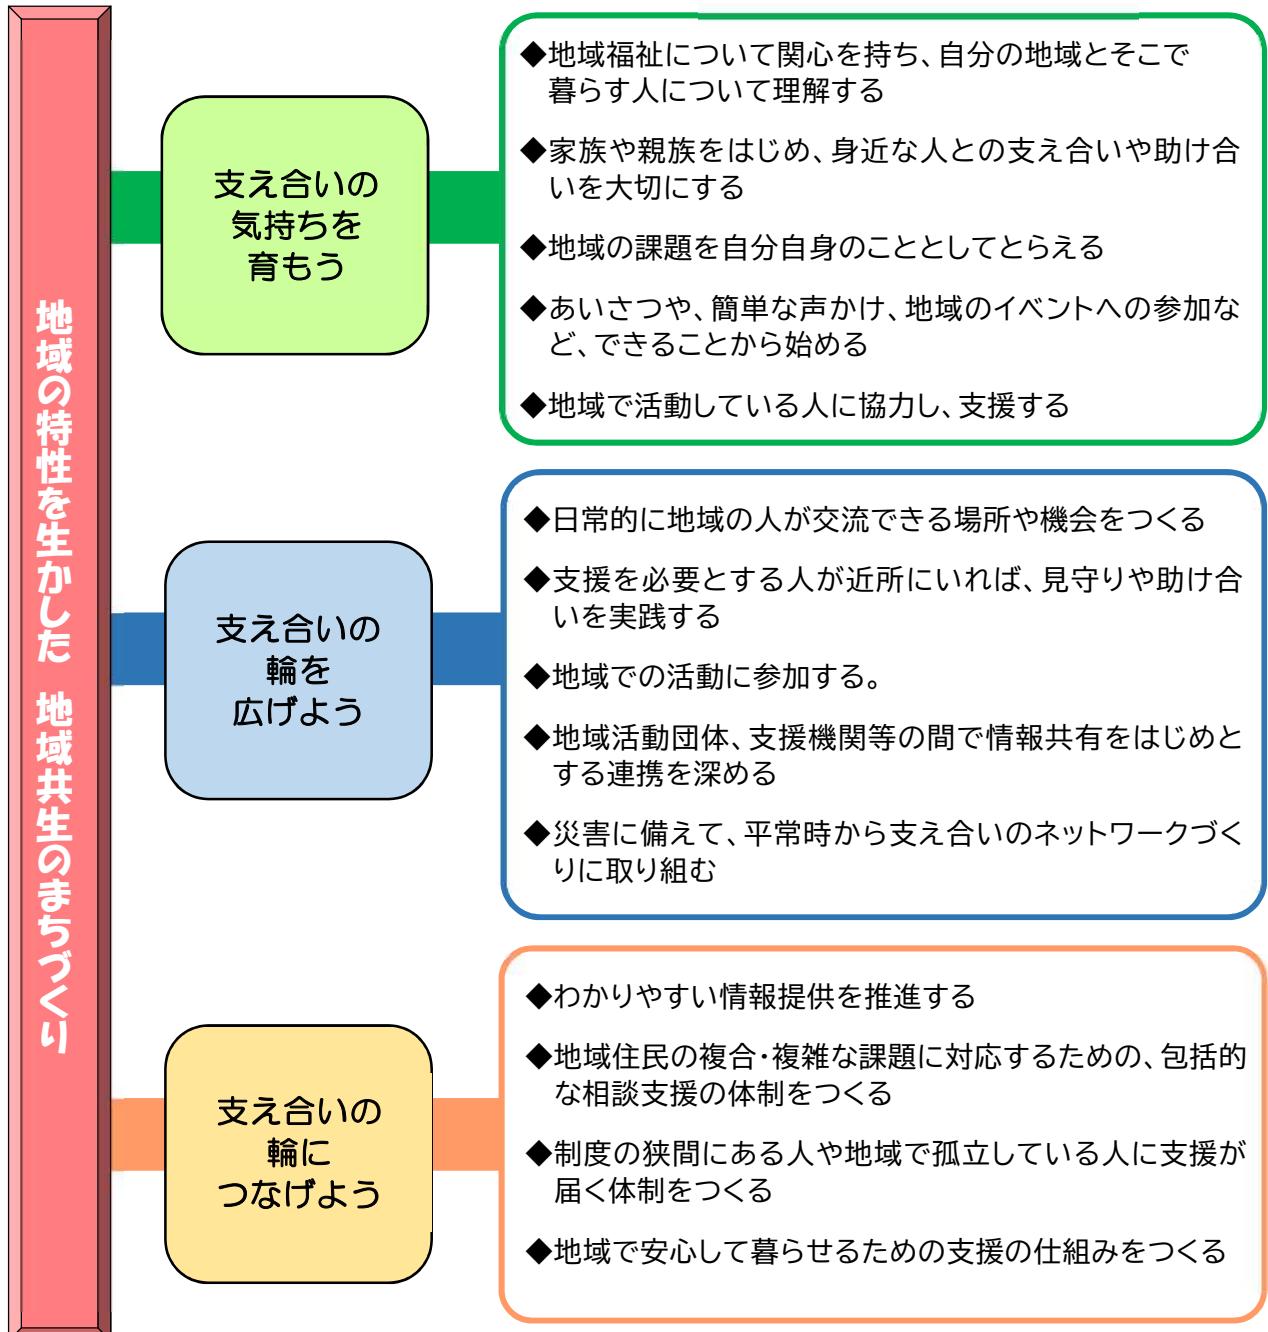 地域の特性を生かした 地域共生のまちづくり
支え合いの
気持ちを
育もう
◆地域福祉について関心を持ち、自分の地域とそこで
暮らす人について理解する
◆家族や親族をはじめ、身近な人との支え合いや助け合
いを大切にする
◆地域の課題を自分自身のこととしてとらえる
◆あいさつや、簡単な声かけ、地域のイベントへの参加な
ど、できることから始める
◆地域で活動している人に協力し、支援する
支え合いの
輪を
広げよう
◆日常的に地域の人が交流できる場所や機会をつくる
◆支援を必要とする人が近所にいれば、見守りや助け合
いを実践する
◆地域での活動に参加する。
◆地域活動団体、支援機関等の間で情報共有をはじめと
する連携を深める
◆災害に備えて、平常時から支え合いのネットワークづく
りに取り組む
支え合いの
輪に
つなげよう
◆わかりやすい情報提供を推進する
◆地域住民の複合・複雑な課題に対応するための、包括的
な相談支援の体制をつくる
◆制度の狭間にある人や地域で孤立している人に支援が
届く体制をつくる
◆地域で安心して暮らせるための支援の仕組みをつくる